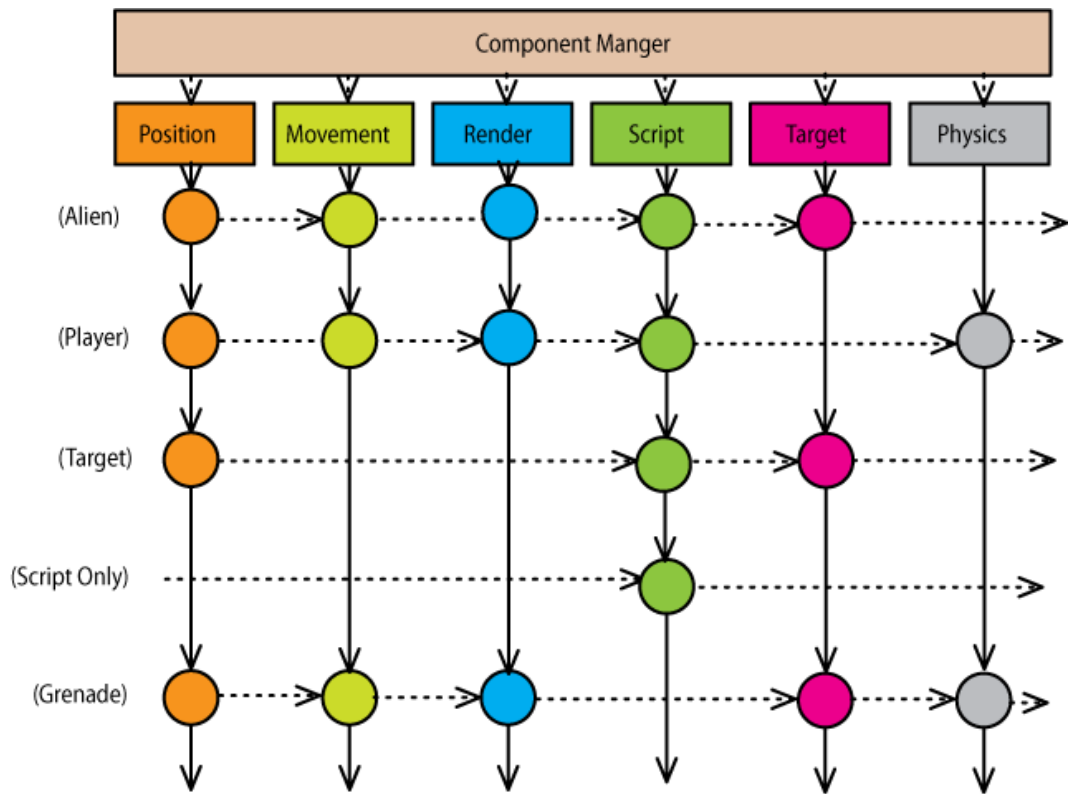 Component Manger
Position Movement Render Script Target Physics
(Alien)
(Player)
(Target)
(Script Only)
(Grenade)